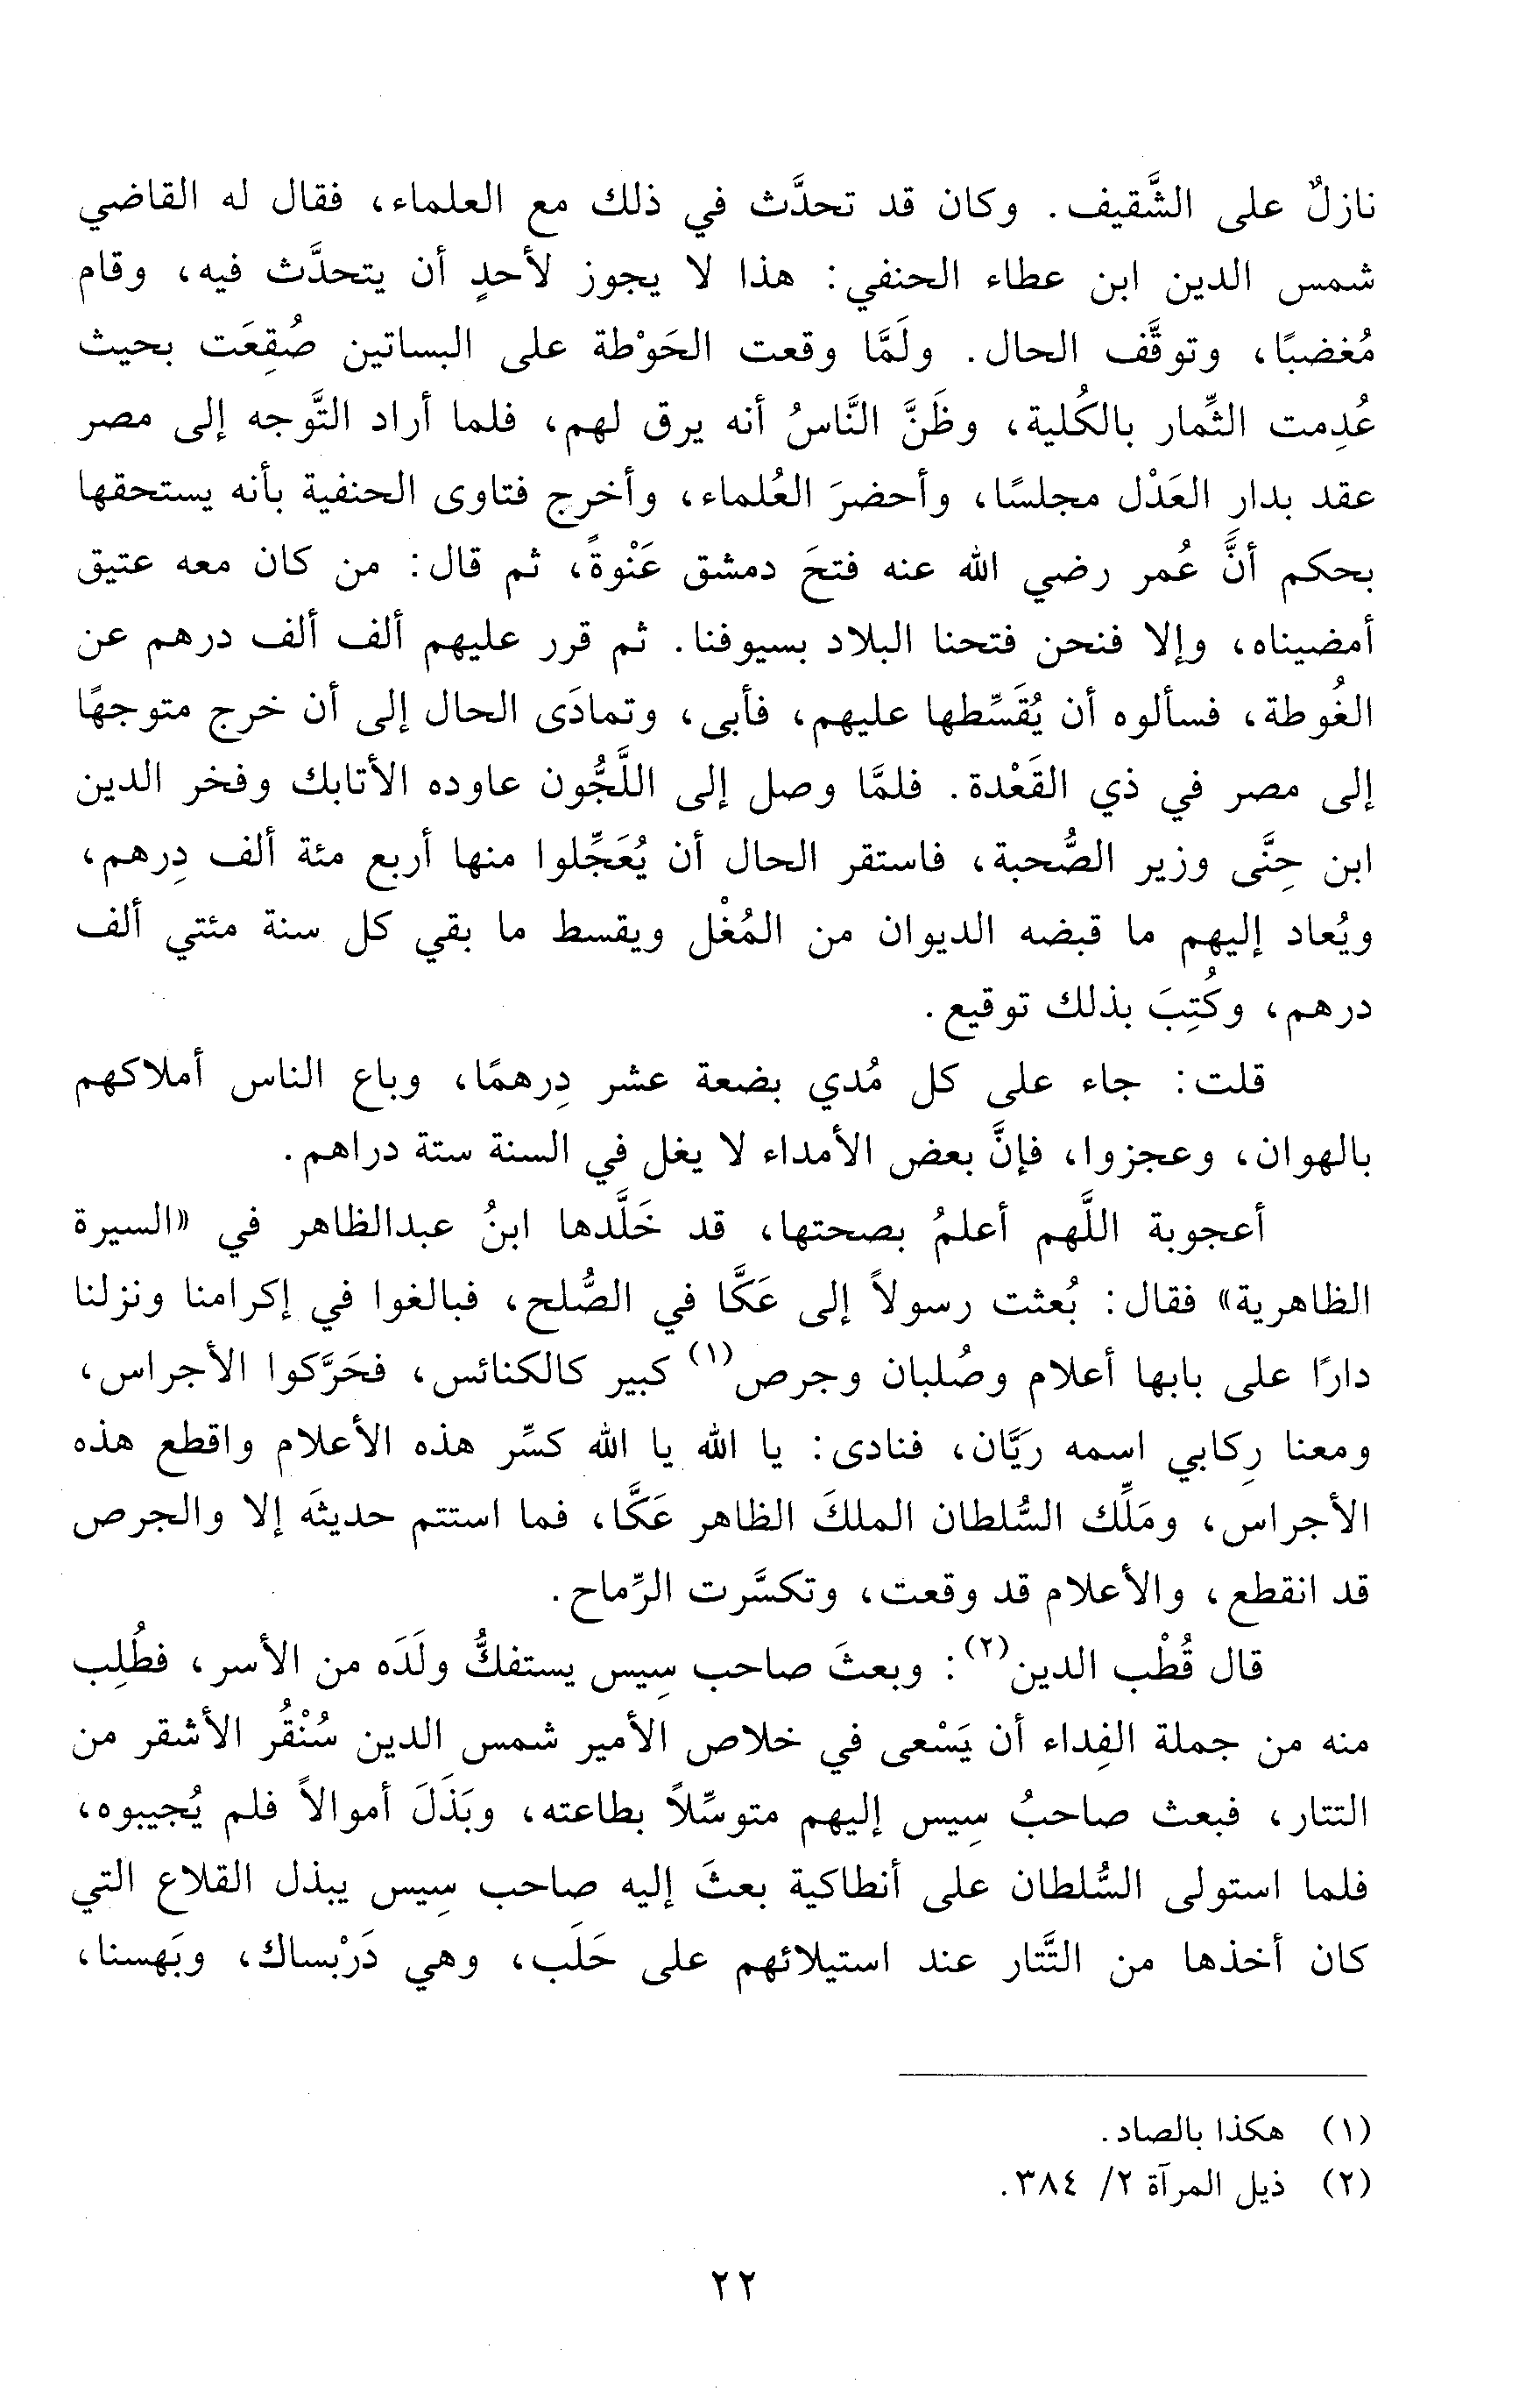 نازلٌ على الشَّقيف. وكان قد تحدَّث في ذلك مع العلماء، فقال له القاضي
شمس الدين ابن عطاء الحنفي: هذا لا يجوز لأحدٍ أن يتحدَّث فيه، وقام
مُغضبًا، وتوقَّف الحال. ولَمَّا وقعت الحَوْطة على البساتين صُقِعَت بحيث
عُدِمت الثِّمار بالكُلية، وظَنَّ النَّاسُ أنه يرق لهم، فلما أراد التَّوجه إلى مصر
عقد بدار العَدْل مجلسًا، وأحضرَ العُلماء، وأخرج فتاوى الحنفية بأنه يستحقها
بحكم أنَّ عُمر رضي الله عنه فتحَ دمشق عَنْوةً، ثم قال: من كان معه عتيق
أمضيناه، وإلا فنحن فتحنا البلاد بسيوفنا. ثم قرر عليهم ألف ألف درهم عن
الغُوطة، فسألوه أن يُقَسِّطها عليهم، فأبى، وتمادَى الحال إلى أن خرج متوجهًا
إلى مصر في ذي القَعْدة. فلمَّا وصل إلى اللَّجُّون عاوده الأتابك وفخر الدين
ابن حِنَّى وزير الصُّحبة، فاستقر الحال أن يُعَجِّلوا منها أربع مئة ألف دِرهم،
ويُعاد إليهم ما قبضه الديوان من المُغْل ويقسط ما بقي كل سنة مئتي ألف
درهم، وكُتِبَ بذلك توقيع.
قلت: جاء على كل مُدي بضعة عشر دِرهمًا، وباع الناس أملاكهم
بالهوان، وعجزوا، فإنَّ بعض الأمداء لا يغل في السنة ستة دراهم.
أعجوبة اللَّهم أعلمُ بصحتها، قد خَلَّدها ابنُ عبدالظاهر في «السيرة
الظاهرية» فقال: بُعثت رسولاً إلى عَكَّا في الصُّلح، فبالغوا في إكرامنا ونزلنا
دارًا على بابها أعلام وصُلبان وجرص(١) كبير كالكنائس، فحَرَّكوا الأجراس،
ومعنا رِكابي اسمه ريَّان، فنادى: يا الله يا الله كسِّر هذه الأعلام واقطع هذه
الأجراس، ومَلِّك السُّلطان الملكَ الظاهر عَكَّا، فما استتم حديثَه إلا والجرص
قد انقطع، والأعلام قد وقعت، وتكسَّرت الرِّماح.
قال قُطْب الدين(٢): وبعثَ صاحب سِيس يستفكُّ ولَدَه من الأسر، فطُلِب
منه من جملة الفِداء أن يَسْعى في خلاص الأمير شمس الدين سُنْقُر الأشقر من
التتار، فبعث صاحبُ سِيس إليهم متوسِّلاً بطاعته، وبَذَلَ أموالاً فلم يُجيبوه،
فلما استولى السُّلطان على أنطاكية بعثَ إليه صاحب سِيس يبذل القلاع التي
كان أخذها من التَّتار عند استيلائهم على حَلَب، وهي دَرْبساك، وبَهسنا،
(١) هكذا بالصاد.
(٢) ذيل المرآة ٢/ ٣٨٤.
٢٢